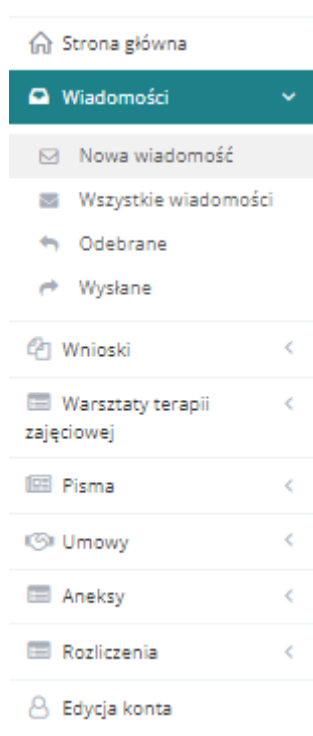 Strona główna
Wiadomości
Nowa wiadomość
Wszystkie wiadomości
Odebrane
Wysłane
Wnioski
Warsztaty terapii
zajęciowej
Pisma
Umowy
Aneksy
Rozliczenia
Edycja konta